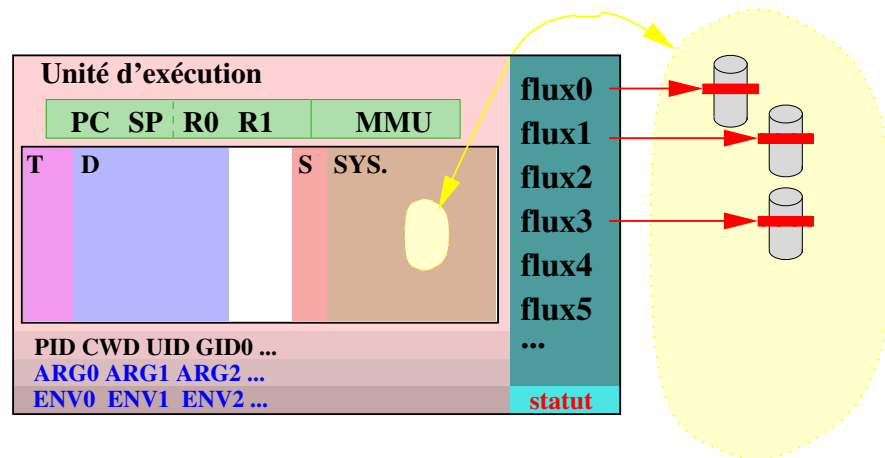 Unité d'exécution
PC SP R0 R1 MMU
T D S SYS.
PID CWD UID GID0 ...
ARG0 ARG1 ARG2 ...
ENV0 ENV1 ENV2 ...
flux0
flux1
flux2
flux3
flux4
flux5
...
statut